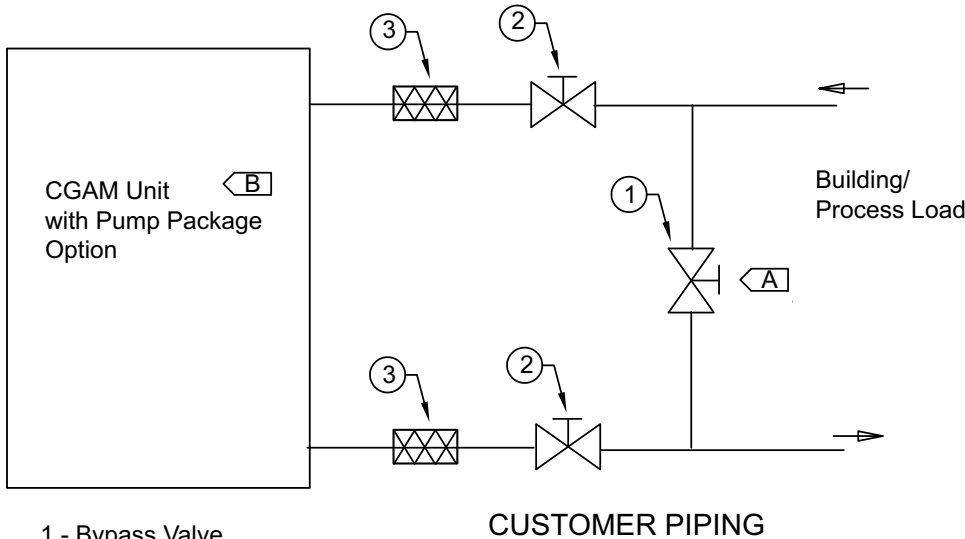 3
2
CGAM Unit
with Pump Package
Option
B
1
Building/
Process Load
A
3
2
1 - Bypass Valve
CUSTOMER PIPING